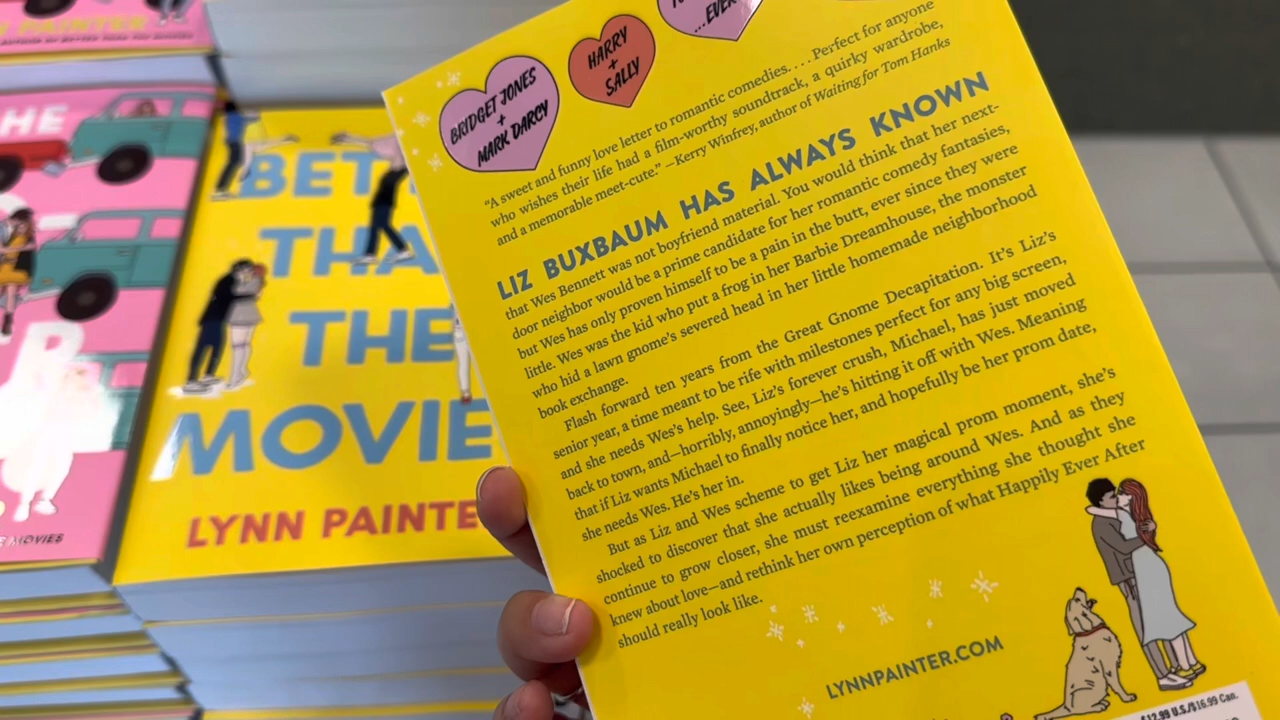 N PAINTER
HE
R
E MOVIES
BET
THA
THE
MOVIE
LYNN PAINTE
BRIDGET JONES
+
MARK DARCY
HARRY
+
SALLY
...EVER
“A sweet and funny love letter to romantic comedies. . . . Perfect for anyone
who wishes their life had a film-worthy soundtrack, a quirky wardrobe,
and a memorable meet-cute.” —Kerry Winfrey, author of Waiting for Tom Hanks
LIZ BUXBAUM HAS ALWAYS KNOWN
that Wes Bennett was not boyfriend material. You would think that her next-
door neighbor would be a prime candidate for her romantic comedy fantasies,
but Wes has only proven himself to be a pain in the butt, ever since they were
little. Wes was the kid who put a frog in her Barbie Dreamhouse, the monster
who hid a lawn gnome’s severed head in her little homemade neighborhood
book exchange.
Flash forward ten years from the Great Gnome Decapitation. It’s Liz’s
senior year, a time meant to be rife with milestones perfect for any big screen,
and she needs Wes’s help. See, Liz’s forever crush, Michael, has just moved
back to town, and—horribly, annoyingly—he’s hitting it off with Wes. Meaning
that if Liz wants Michael to finally notice her, and hopefully be her prom date,
she needs Wes. He’s her in.
But as Liz and Wes scheme to get Liz her magical prom moment, she’s
shocked to discover that she actually likes being around Wes. And as they
continue to grow closer, she must reexamine everything she thought she
knew about love—and rethink her own perception of what Happily Ever After
should really look like.
LYNNPAINTER.COM
$12.99 U.S./$16.99 Can.